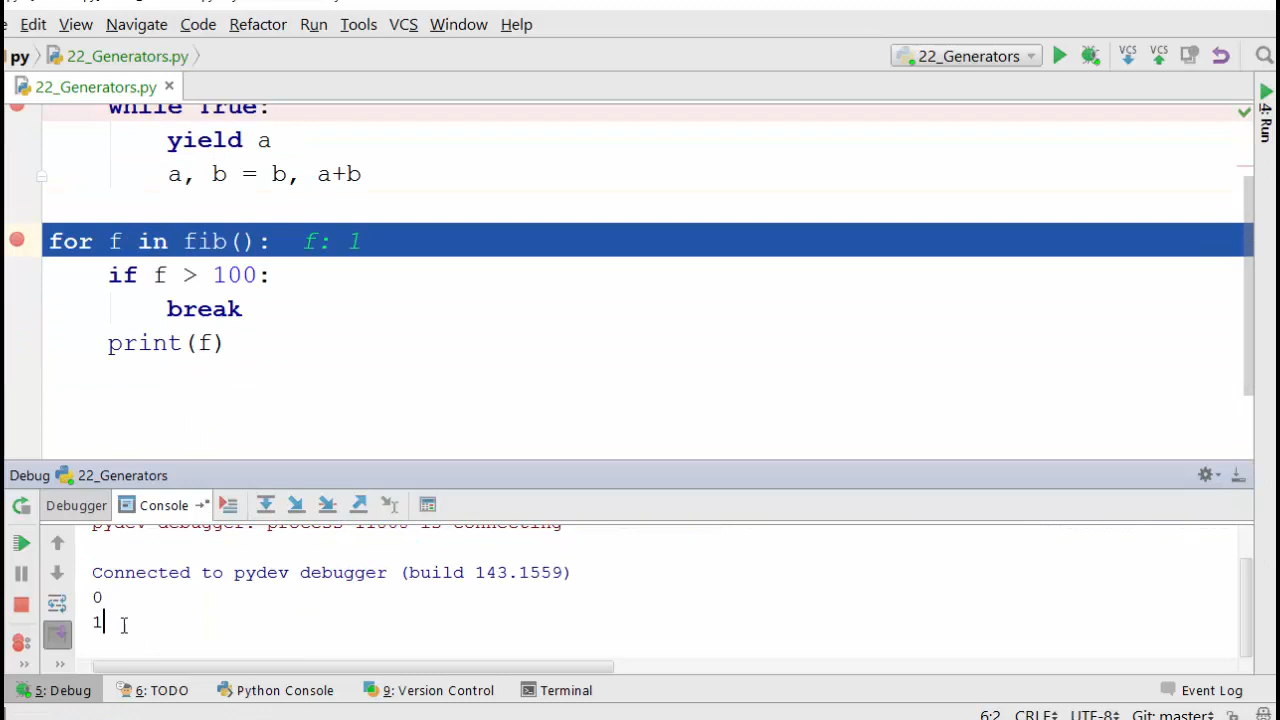 Edit View Navigate Code Refactor Run Tools VCS Window Help
py 22_Generators.py 22_Generators VCS VCS
22_Generators.py
while True:
yield a
a, b = b, a+b
for f in fib(): f: 1
if f > 100:
break
print(f)
4: Run
Debug 22_Generators
Debugger Console
pydev debugger: process is connecting
Connected to pydev debugger (build 143.1559)
0
1
5: Debug 6: TODO Python Console 9: Version Control Terminal Event Log
6:2 CRLF UTF-8 Git: master